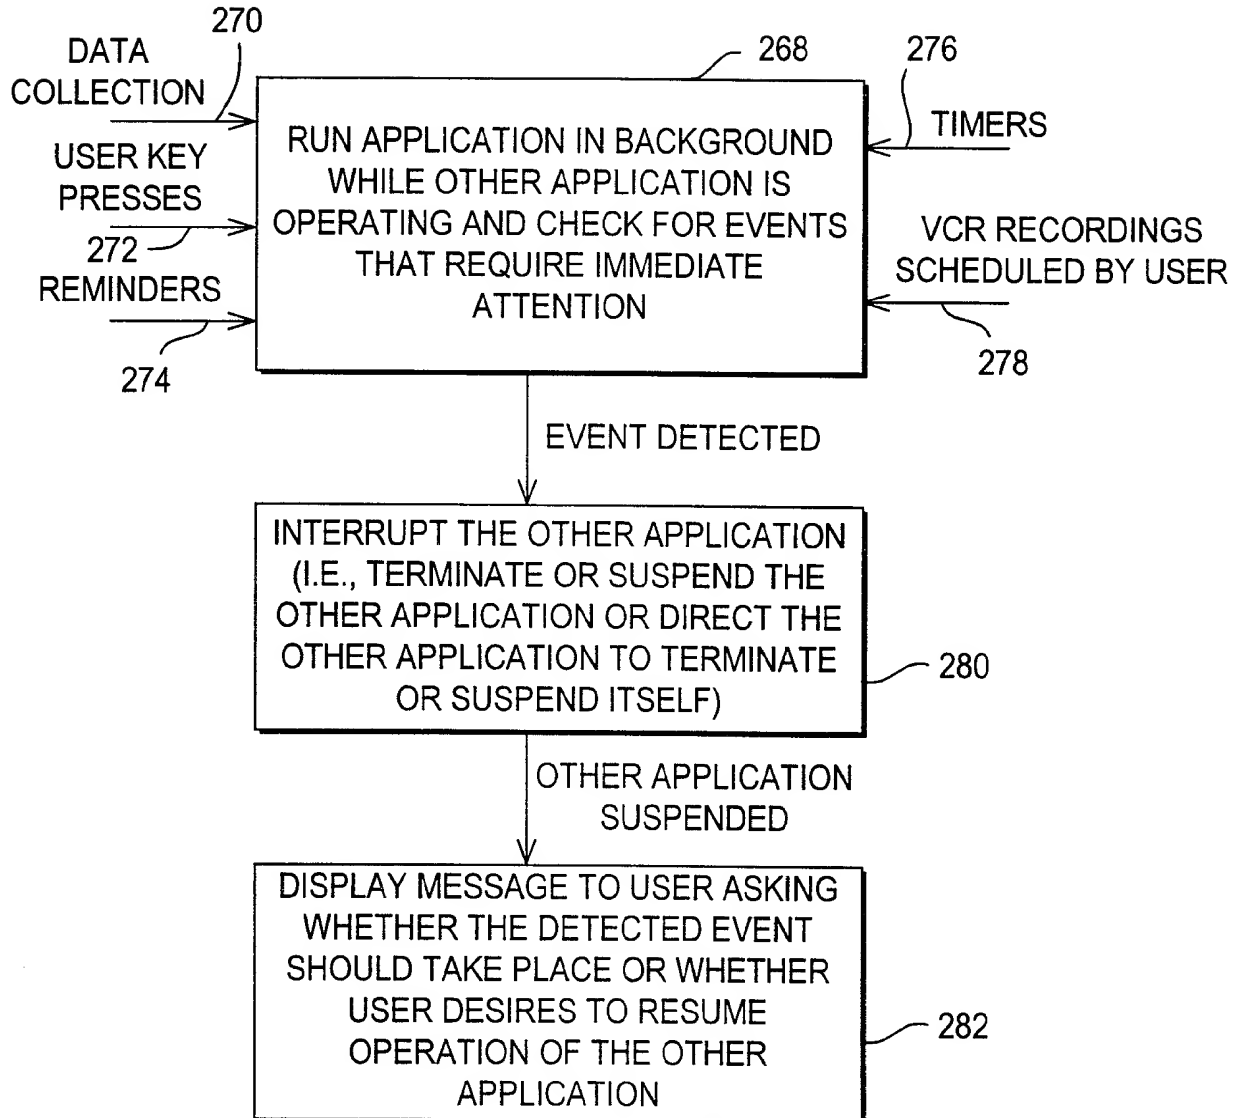 270
DATA
COLLECTION
USER KEY
PRESSES
272
REMINDERS
274
268
RUN APPLICATION IN BACKGROUND
WHILE OTHER APPLICATION IS
OPERATING AND CHECK FOR EVENTS
THAT REQUIRE IMMEDIATE
ATTENTION
276
TIMERS
VCR RECORDINGS
SCHEDULED BY USER
278
EVENT DETECTED
INTERRUPT THE OTHER APPLICATION
(I.E., TERMINATE OR SUSPEND THE
OTHER APPLICATION OR DIRECT THE
OTHER APPLICATION TO TERMINATE
OR SUSPEND ITSELF)
280
OTHER APPLICATION
SUSPENDED
DISPLAY MESSAGE TO USER ASKING
WHETHER THE DETECTED EVENT
SHOULD TAKE PLACE OR WHETHER
USER DESIRES TO RESUME
OPERATION OF THE OTHER
APPLICATION
282